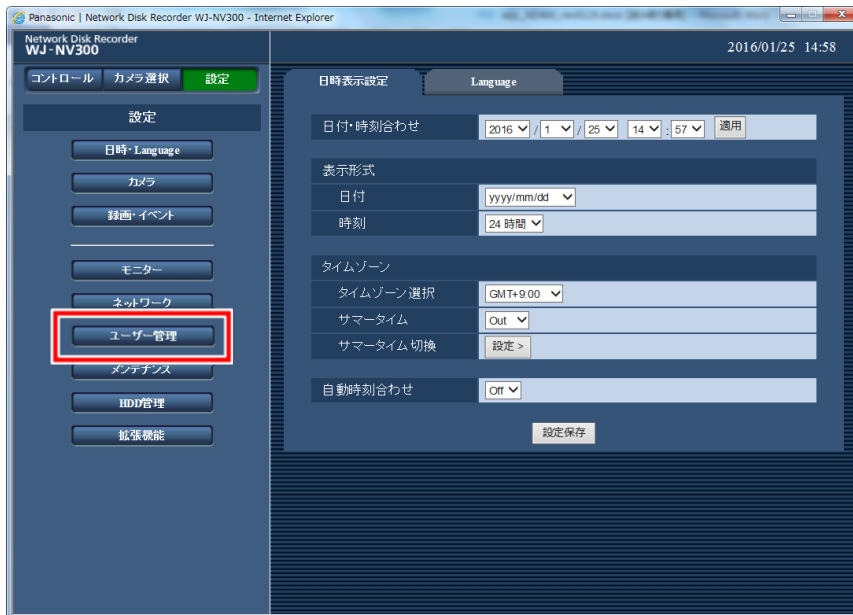 Panasonic | Network Disk Recorder WJ-NV300 - Internet Explorer
Network Disk Recorder
WJ-NV300
2016/01/25 14:58
コントロール カメラ選択 設定
設定
日時・Language
カメラ
録画・イベント
モニター
ネットワーク
ユーザー管理
メンテナンス
HDD管理
拡張機能
日時表示設定 Language
日付・時刻合わせ 2016 / 1 / 25 14 : 57 適用
表示形式
日付 yyyy/mm/dd
時刻 24 時間
タイムゾーン
タイムゾーン選択 GMT+9:00
サマータイム Out
サマータイム切換 設定 >
自動時刻合わせ Off
設定保存